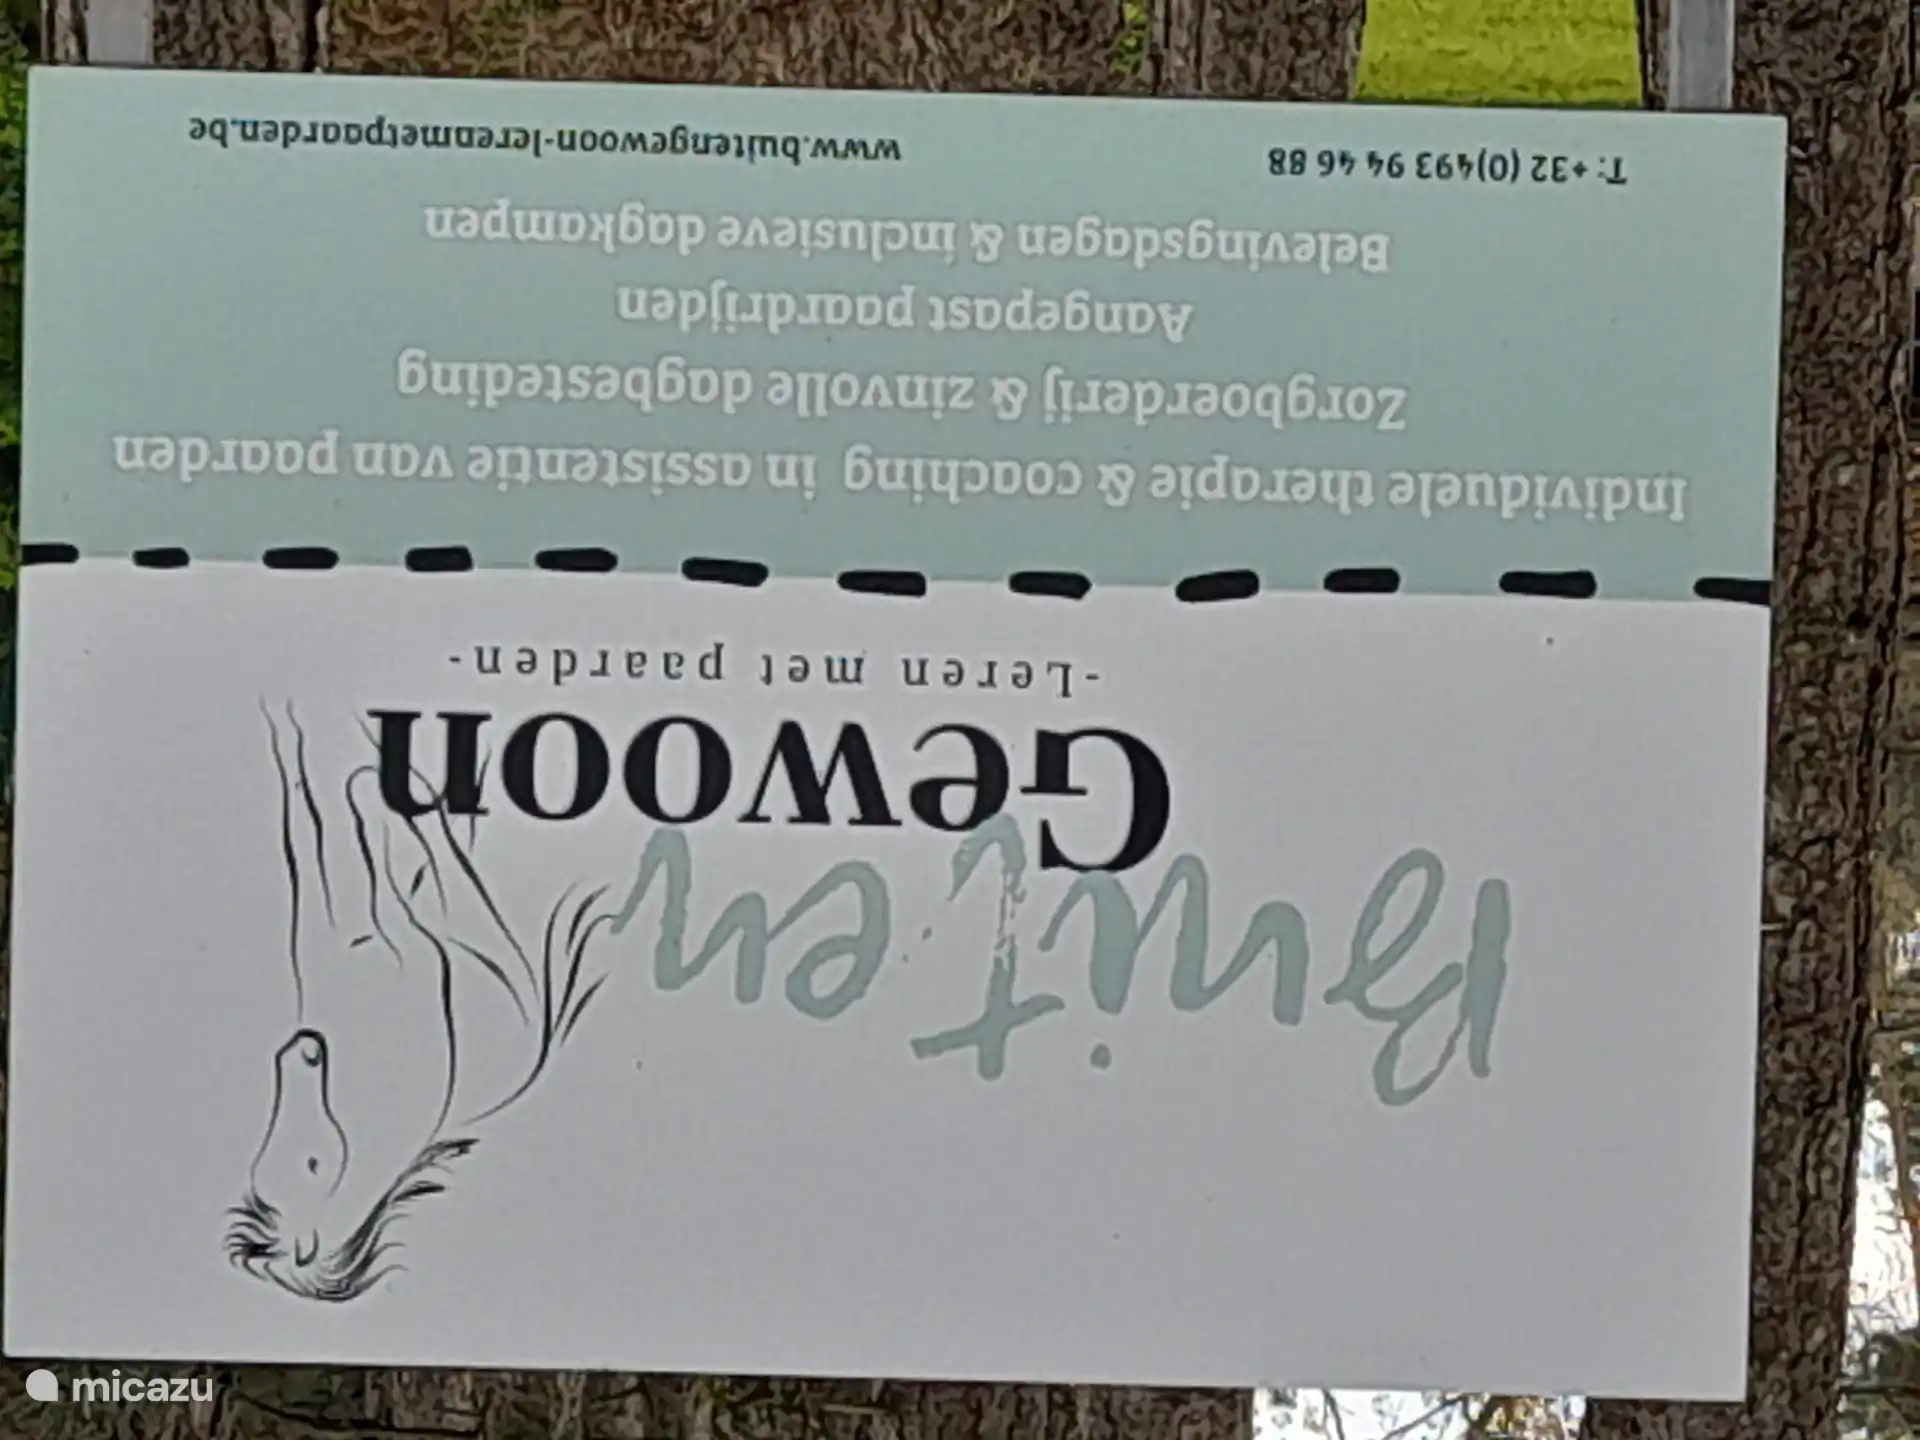 Buiten
Gewoon
-Leren met paarden-
Individuele therapie & coaching in assistentie van paarden
Zorgboerderij & zinvolle dagbesteding
Aangepast paardrijden
Belevingsdagen & inclusieve dagkampen
T: +32 (0)493 94 46 88 www.buitengewoon-lerenmetpaarden.be
micazu